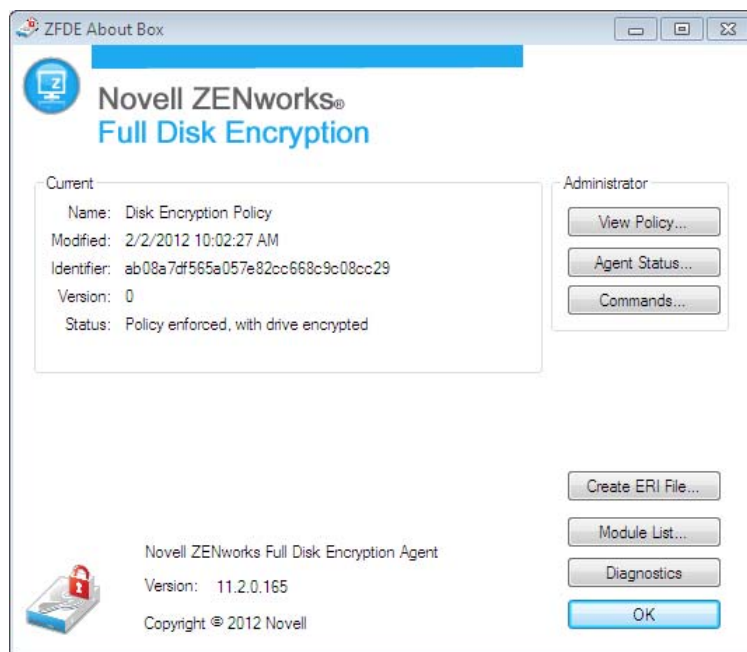 ZFDE About Box
Z
Novell ZENworks®
Full Disk Encryption
Current
Name: Disk Encryption Policy
Modified: 2/2/2012 10:02:27 AM
Identifier: ab08a7df565a057e82cc668c9c08cc29
Version: 0
Status: Policy enforced, with drive encrypted
Administrator
View Policy...
Agent Status...
Commands...
Create ERI File...
Module List...
Diagnostics
OK
Novell ZENworks Full Disk Encryption Agent
Version: 11.2.0.165
Copyright © 2012 Novell